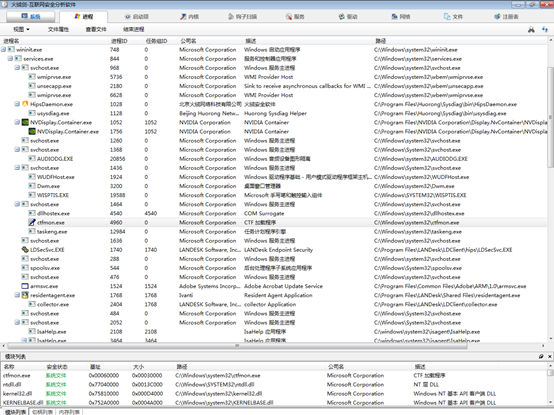 火绒剑-互联网安全分析软件
系统 进程 启动项 内核 钩子扫描 服务 驱动 网络 文件 注册表
视图 文件属性 查看文件 结束进程
进程名 进程ID 任务组ID 公司名 描述 路径
wininit.exe 748 0 Microsoft Corporation Windows 启动应用程序 C:\Windows\system32\wininit.exe
services.exe 844 0 Microsoft Corporation 服务和控制器应用程序 C:\Windows\system32\services.exe
svchost.exe 968 0 Microsoft Corporation Windows 服务主进程 C:\Windows\system32\svchost.exe
wmiprvse.exe 5736 0 Microsoft Corporation WMI Provider Host C:\Windows\system32\wbem\wmiprvse.exe
unsecapp.exe 2180 0 Microsoft Corporation Sink to receive asynchronous callbacks for WMI ... C:\Windows\system32\wbem\unsecapp.exe
wmiprvse.exe 6628 0 Microsoft Corporation WMI Provider Host C:\Windows\system32\wbem\wmiprvse.exe
HipsDaemon.exe 1028 0 北京火绒网络科技有限公司 火绒安全软件 C:\Program Files\Huorong\Sysdiag\bin\HipsDaemon.exe
usysdiag.exe 1128 0 Beijing Huorong Netw... Huorong Sysdiag Helper C:\Program Files\Huorong\Sysdiag\bin\usysdiag.exe
NVDisplay.Container.exe 1052 1052 NVIDIA Corporation NVIDIA Container C:\Program Files\NVIDIA Corporation\Display.NvContainer\NVDispla
NVDisplay.Container.exe 1756 1052 NVIDIA Corporation NVIDIA Container C:\Program Files\NVIDIA Corporation\Display.NvContainer\NVDispla
svchost.exe 1260 0 Microsoft Corporation Windows 服务主进程 C:\Windows\system32\svchost.exe
svchost.exe 1368 0 Microsoft Corporation Windows 服务主进程 C:\Windows\system32\svchost.exe
AUDIODG.EXE 20856 0 Microsoft Corporation Windows 音频设备图形隔离 C:\Windows\system32\AUDIODG.EXE
svchost.exe 1436 0 Microsoft Corporation Windows 服务主进程 C:\Windows\system32\svchost.exe
WUDFHost.exe 1924 0 Microsoft Corporation Windows 驱动程序基础 - 用户模式驱动程序框架主机... C:\Windows\system32\WUDFHost.exe
Dwm.exe 3200 0 Microsoft Corporation 桌面窗口管理器 C:\Windows\system32\Dwm.exe
WISPTIS.EXE 19588 0 Microsoft Corporation Microsoft 手写笔和触控输入组件 C:\Windows\SYSTEM32\WISPTIS.EXE
svchost.exe 1464 0 Microsoft Corporation Windows 服务主进程 C:\Windows\system32\svchost.exe
dllhostex.exe 4540 4540 Microsoft Corporation COM Surrogate C:\Windows\system32\dllhostex.exe
ctfmon.exe 4960 0 Microsoft Corporation CTF 加载程序 C:\Windows\system32\ctfmon.exe
taskeng.exe 12984 0 Microsoft Corporation 任务计划程序引擎 C:\Windows\system32\taskeng.exe
svchost.exe 1636 0 Microsoft Corporation Windows 服务主进程 C:\Windows\system32\svchost.exe
LDSecSvc.EXE 1740 1740 LANDESK Software, Inc... LANDesk Endpoint Security C:\Program Files\LANDesk\LDClient\hips\LDSecSvc.EXE
svchost.exe 288 0 Microsoft Corporation Windows 服务主进程 C:\Windows\system32\svchost.exe
spoolsv.exe 544 0 Microsoft Corporation 后台处理程序子系统应用程序 C:\Windows\system32\spoolsv.exe
svchost.exe 476 0 Microsoft Corporation Windows 服务主进程 C:\Windows\system32\svchost.exe
armsvc.exe 1524 1524 Adobe Systems Incorpor... Adobe Acrobat Update Service C:\Program Files\Common Files\Adobe\ARM\1.0\armsvc.exe
residentagent.exe 1768 1768 Ivanti Resident Agent Application C:\Program Files\LANDesk\Shared Files\residentagent.exe
collector.exe 2404 1768 LANDESK Software, Inc... collector Application C:\Program Files\LANDesk\LDClient\collector.exe
svchost.exe 484 0 Microsoft Corporation Windows 服务主进程 C:\Windows\system32\svchost.exe
svchost.exe 2052 0 Microsoft Corporation Windows 服务主进程 C:\Windows\system32\svchost.exe
IsaHelp.exe 2108 2108 IsaHelp 应用程序 C:\Windows\system32\isagent\IsaHelp.exe
IsaHelp.exe 3464 3464 IsaHelp 应用程序 C:\Windows\system32\isagent\IsaHelp.exe
模块列表
名称 安全状态 基址 大小 路径 公司名 描述
ctfmon.exe 系统文件 0x00060000 0x00030000 C:\Windows\system32\ctfmon.exe Microsoft Corporation CTF 加载程序
ntdll.dll 系统文件 0x77040000 0x0013C000 C:\Windows\SYSTEM32\ntdll.dll Microsoft Corporation NT 层 DLL
kernel32.dll 系统文件 0x75810000 0x000D4000 C:\Windows\system32\kernel32.dll Microsoft Corporation Windows NT 基本 API 客户端 DLL
KERNELBASE.dll 系统文件 0x752A0000 0x0004A000 C:\Windows\system32\KERNELBASE.dll Microsoft Corporation Windows NT 基本 API 客户端 DLL
模块列表 句柄列表 内存列表